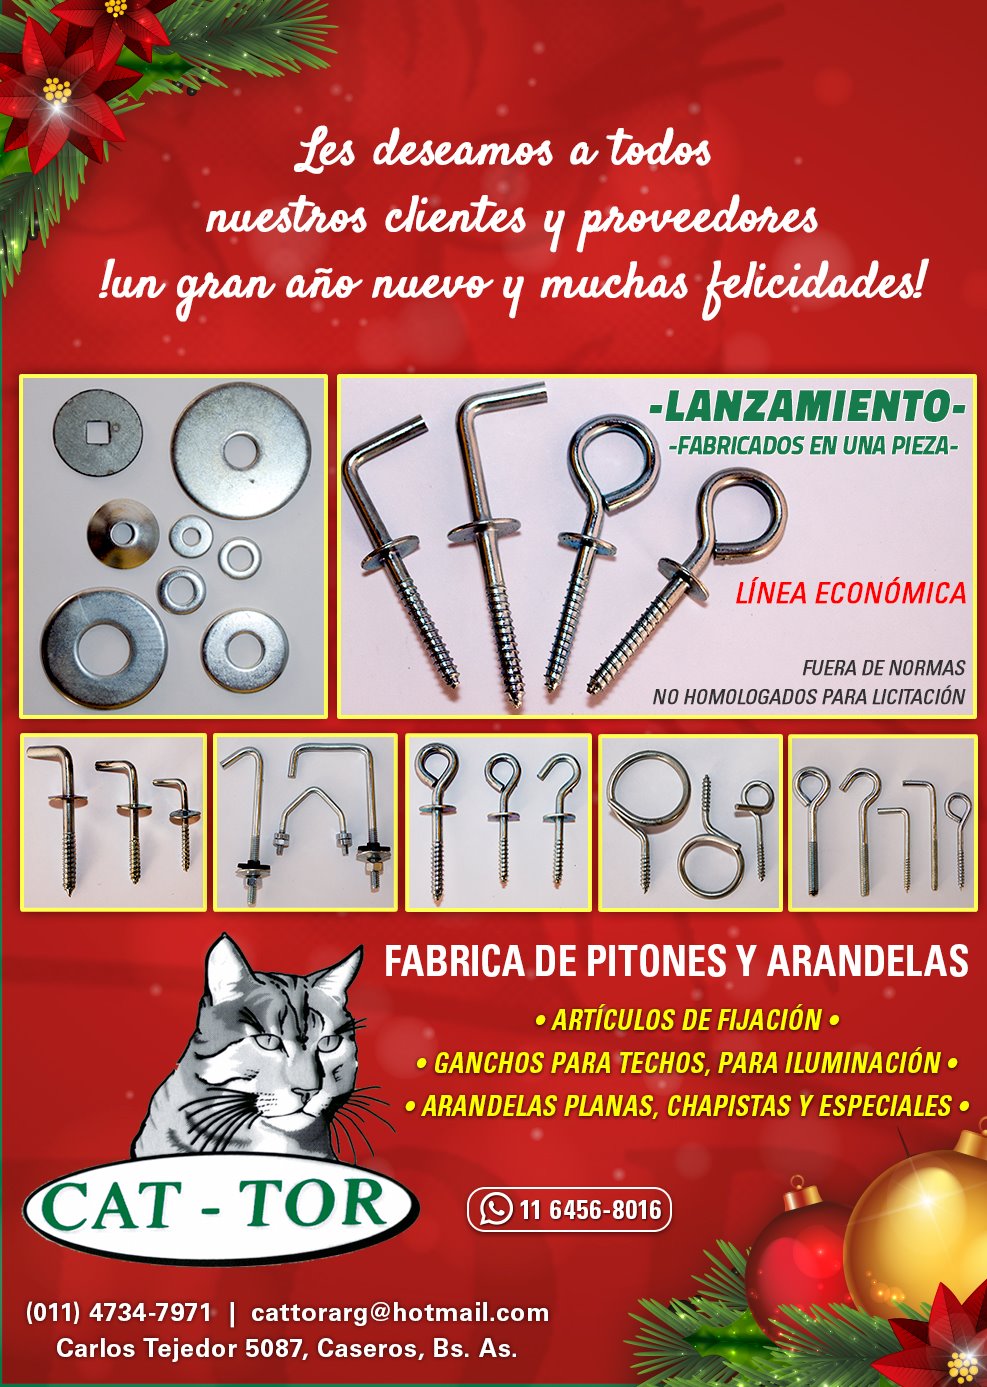 Les deseamos a todos
nuestros clientes y proveedores
!un gran año nuevo y muchas felicidades!
-LANZAMIENTO-
-FABRICADOS EN UNA PIEZA-
LÍNEA ECONÓMICA
FUERA DE NORMAS
NO HOMOLOGADOS PARA LICITACIÓN
FABRICA DE PITONES Y ARANDELAS
• ARTÍCULOS DE FIJACIÓN •
• GANCHOS PARA TECHOS, PARA ILUMINACIÓN •
• ARANDELAS PLANAS, CHAPISTAS Y ESPECIALES •
CAT - TOR
11 6456-8016
(011) 4734-7971 | cattorarg@hotmail.com
Carlos Tejedor 5087, Caseros, Bs. As.